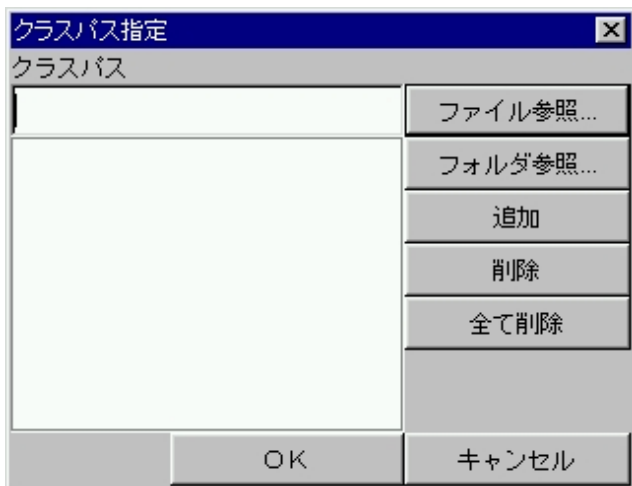 クラスパス指定
クラスパス
ファイル参照...
フォルダ参照...
追加
削除
全て削除
ＯＫ
キャンセル